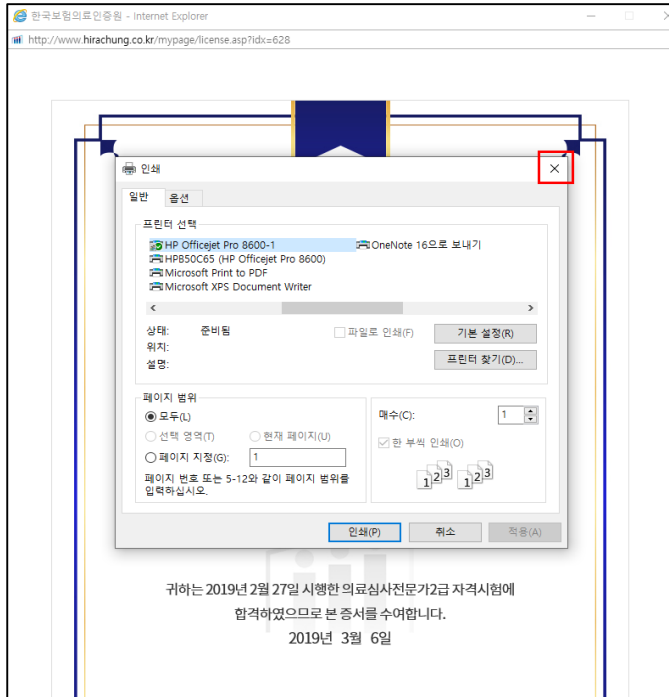 한국보험의료인증원 - Internet Explorer
http://www.hirachung.co.kr/mypage/license.asp?idx=628
인쇄
일반 옵션
프린터 선택
HP Officejet Pro 8600-1 OneNote 16으로 보내기
HPB50C65 (HP Officejet Pro 8600)
Microsoft Print to PDF
Microsoft XPS Document Writer
상태: 준비됨 파일로 인쇄(F) 기본 설정(R)
위치:
설명: 프린터 찾기(D)...
페이지 범위
모두(L) 매수(C): 1
선택 영역(T) 현재 페이지(U) 한 부씩 인쇄(O)
페이지 지정(G): 1
페이지 번호 또는 5-12와 같이 페이지 범위를
입력하십시오.
1 2 3 1 2 3
인쇄(P) 취소 적용(A)
귀하는 2019년 2월 27일 시행한 의료심사전문가2급 자격시험에
합격하였으므로 본 증서를 수여합니다.
2019년 3월 6일